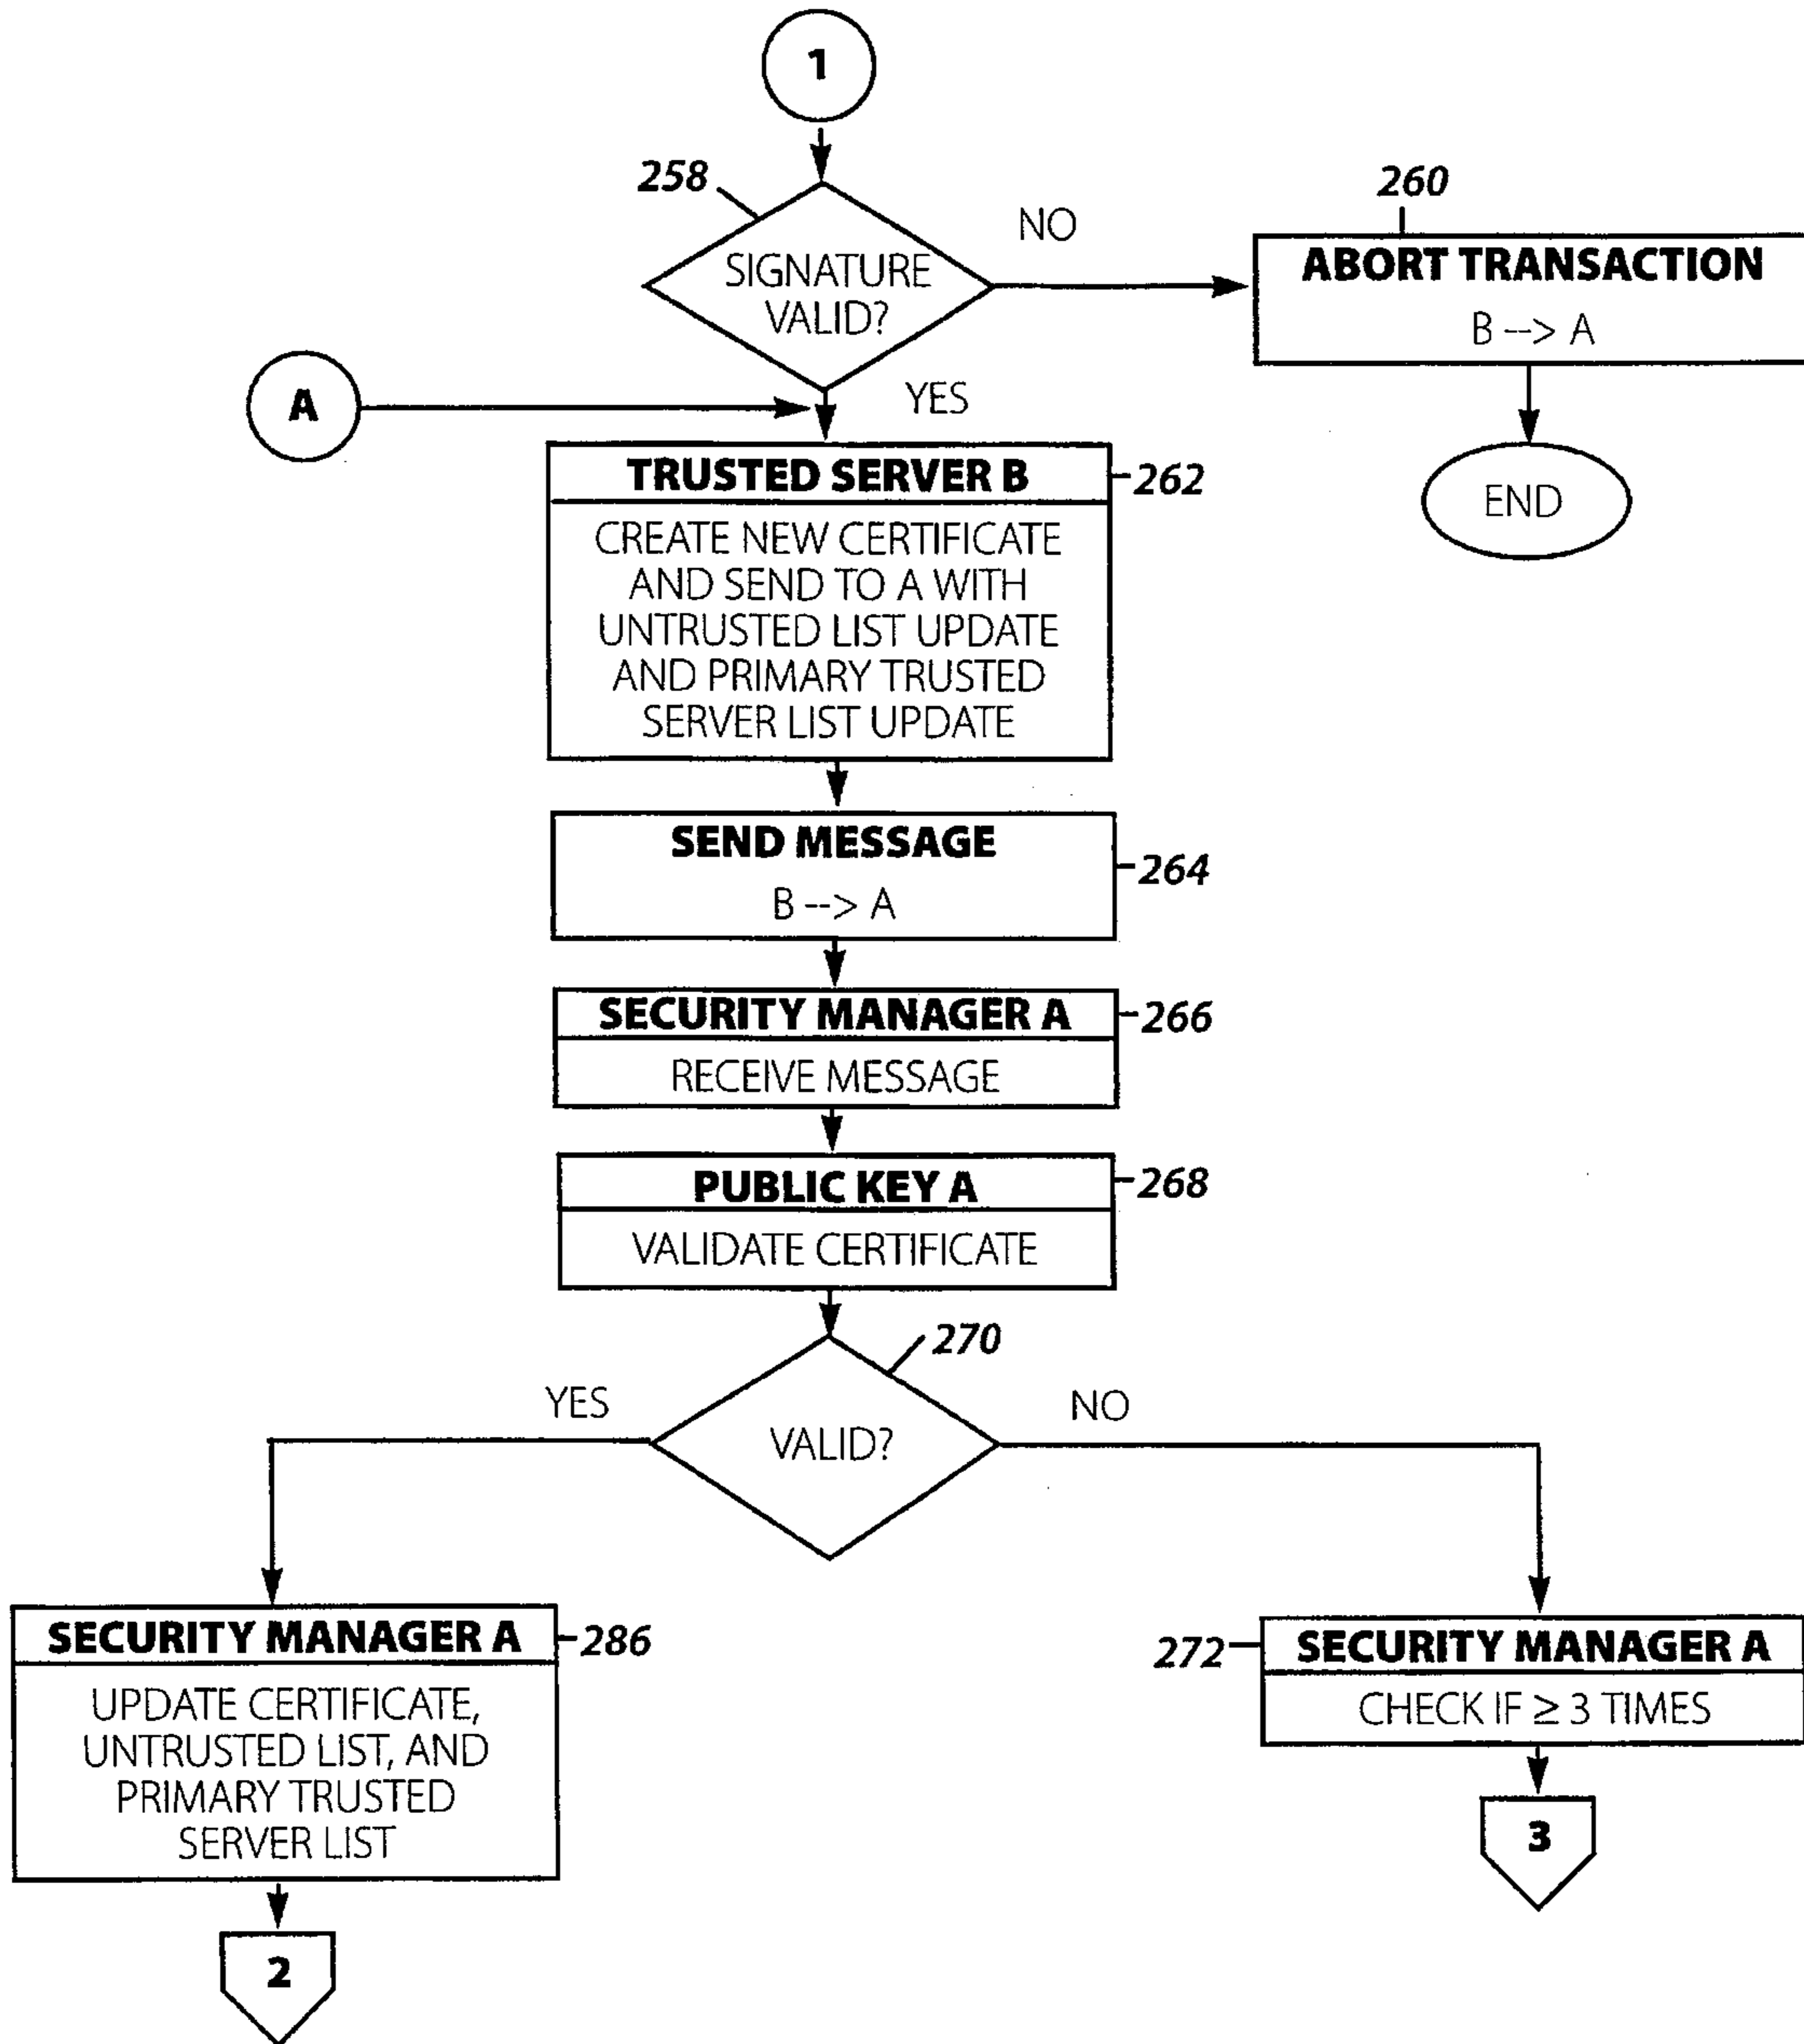 1
258
SIGNATURE
VALID?
NO
260
ABORT TRANSACTION
B --> A
END
YES
A
TRUSTED SERVER B
262
CREATE NEW CERTIFICATE
AND SEND TO A WITH
UNTRUSTED LIST UPDATE
AND PRIMARY TRUSTED
SERVER LIST UPDATE
SEND MESSAGE
264
B --> A
SECURITY MANAGER A
266
RECEIVE MESSAGE
PUBLIC KEY A
268
VALIDATE CERTIFICATE
270
VALID?
YES
NO
SECURITY MANAGER A
286
UPDATE CERTIFICATE,
UNTRUSTED LIST, AND
PRIMARY TRUSTED
SERVER LIST
2
272
SECURITY MANAGER A
CHECK IF ≥ 3 TIMES
3